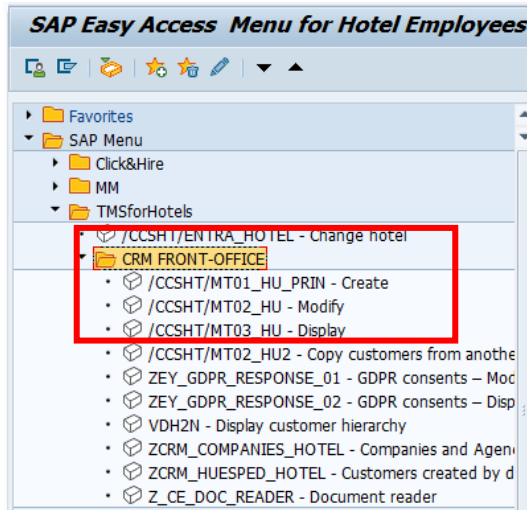 SAP Easy Access Menu for Hotel Employees
Favorites
SAP Menu
Click&Hire
MM
TMSforHotels
/CCSHT/ENTRA_HOTEL - Change hotel
CRM FRONT-OFFICE
/CCSHT/MT01_HU_PRIN - Create
/CCSHT/MT02_HU - Modify
/CCSHT/MT03_HU - Display
/CCSHT/MT02_HU2 - Copy customers from anothe
ZEY_GDPR_RESPONSE_01 - GDPR consents – Mod
ZEY_GDPR_RESPONSE_02 - GDPR consents – Disp
VDH2N - Display customer hierarchy
ZCRM_COMPANIES_HOTEL - Companies and Agen
ZCRM_HUESPED_HOTEL - Customers created by d
Z_CE_DOC_READER - Document reader